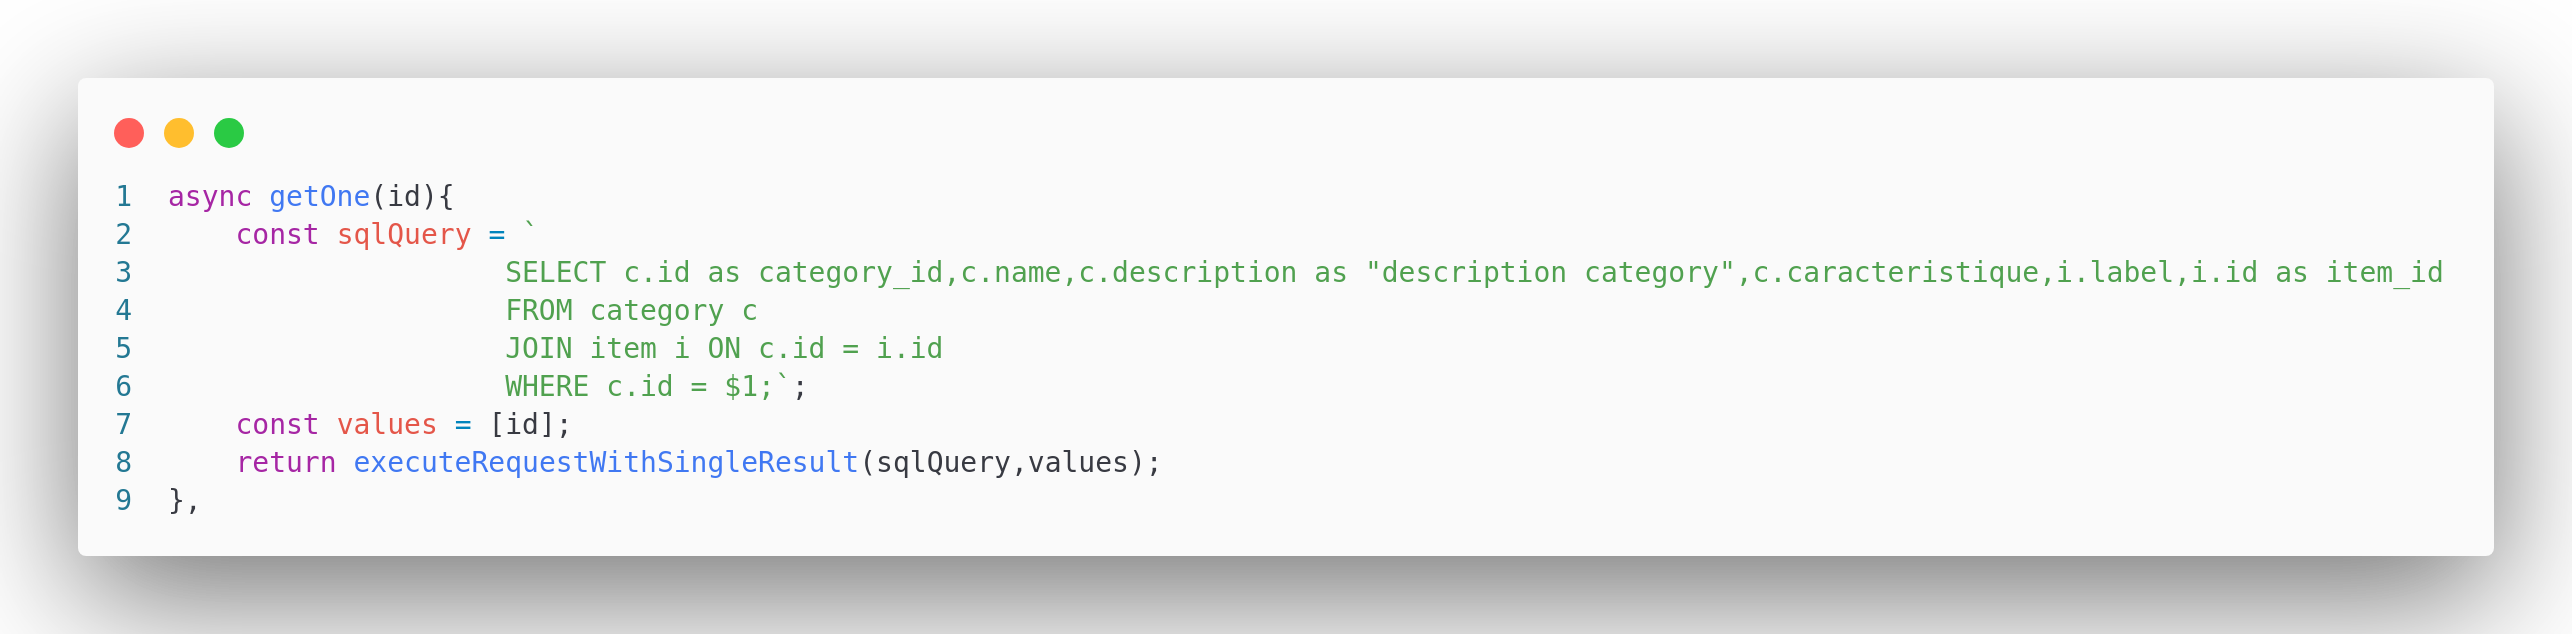 1 async getOne(id){
2     const sqlQuery = `
3                     SELECT c.id as category_id,c.name,c.description as "description category",c.caracteristique,i.label,i.id as item_id
4                     FROM category c
5                     JOIN item i ON c.id = i.id
6                     WHERE c.id = $1;`;
7     const values = [id];
8     return executeRequestWithSingleResult(sqlQuery,values);
9 },